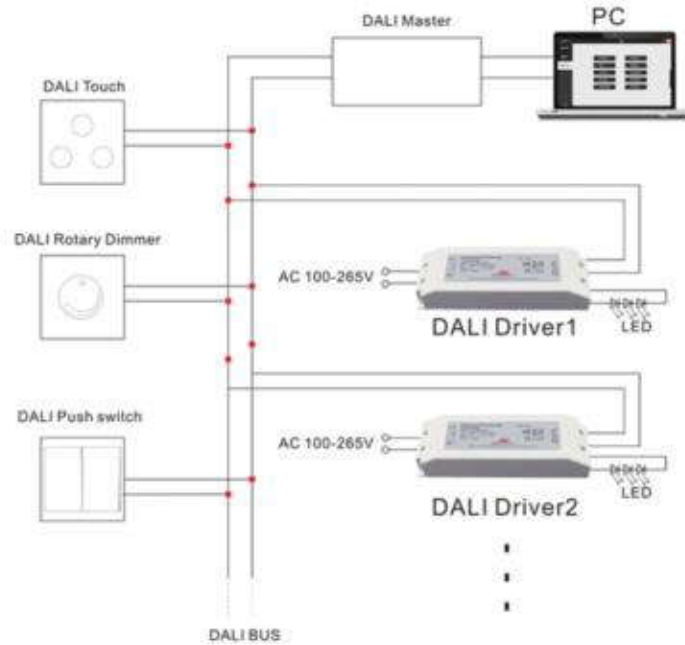 DALI Master
PC
DALI Touch
DALI Rotary Dimmer
AC 100-265V
DALI Driver1
LED
DALI Push switch
AC 100-265V
DALI Driver2
LED
DALI BUS